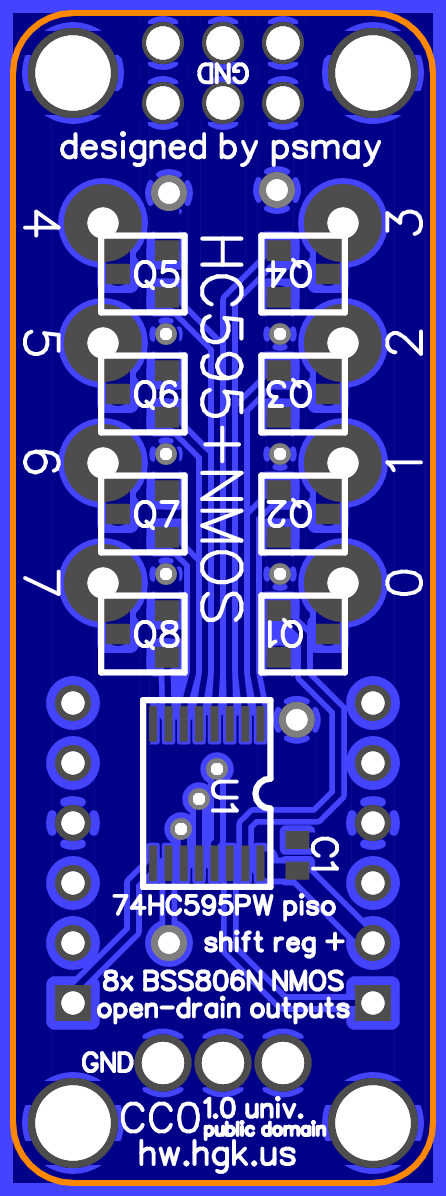 GND
designed by psmay
4
3
Q5
Q4
HC595+NMOS
5
2
Q6
Q3
6
1
Q7
Q2
7
0
Q8
Q1
U1
C1
74HC595PW piso
shift reg +
8x BSS806N NMOS
open-drain outputs
GND
CC0 1.0 univ.
public domain
hw.hgk.us